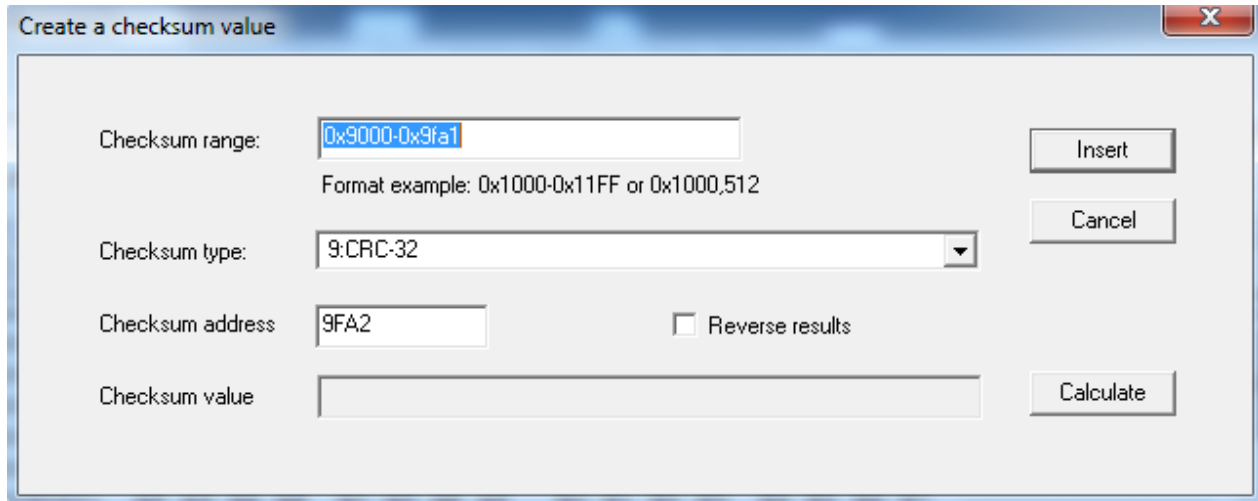 Create a checksum value
Checksum range: 0x9000-0x9fa1 Insert
Format example: 0x1000-0x11FF or 0x1000,512
Cancel
Checksum type: 9:CRC-32
Checksum address 9FA2 Reverse results
Checksum value Calculate